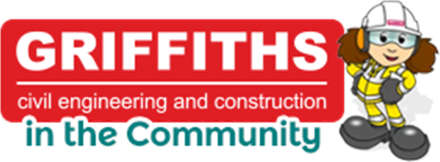 GRIFFITHS
civil engineering and construction
in the Community